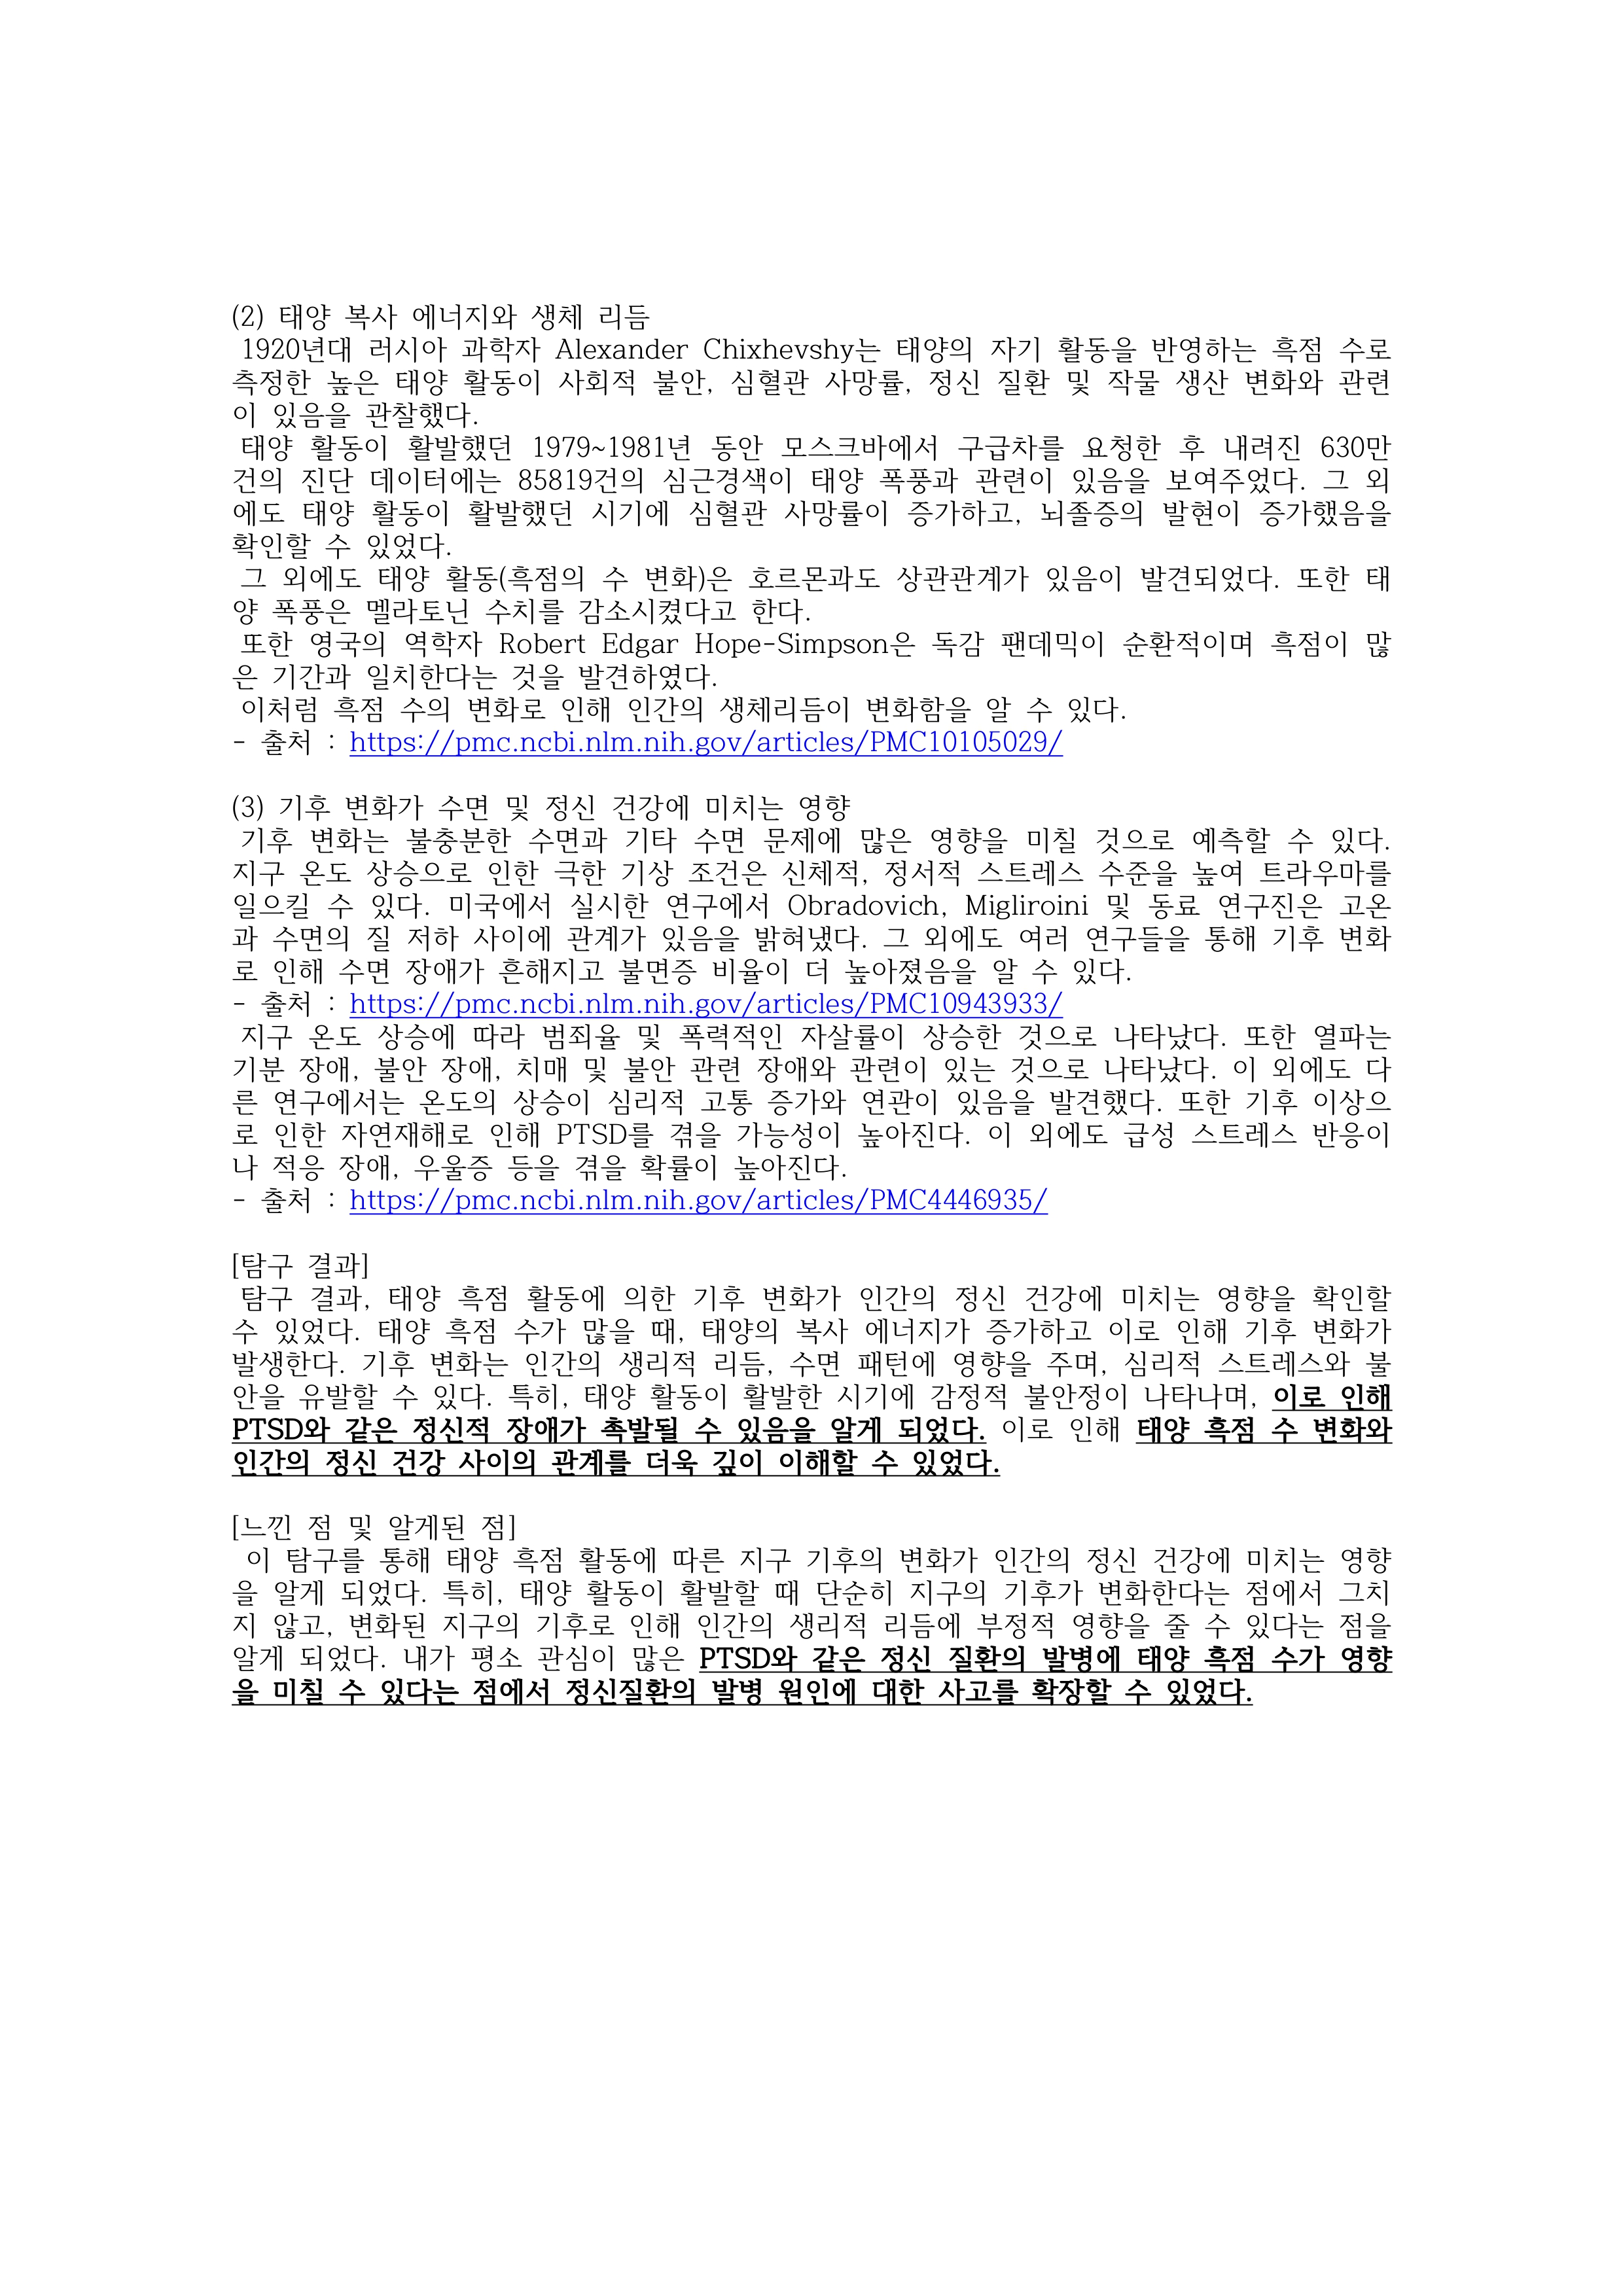 (2) 태양 복사 에너지와 생체 리듬
1920년대 러시아 과학자 Alexander Chixhevshy는 태양의 자기 활동을 반영하는 흑점 수로
측정한 높은 태양 활동이 사회적 불안, 심혈관 사망률, 정신 질환 및 작물 생산 변화와 관련
이 있음을 관찰했다.
태양 활동이 활발했던 1979~1981년 동안 모스크바에서 구급차를 요청한 후 내려진 630만
건의 진단 데이터에는 85819건의 심근경색이 태양 폭풍과 관련이 있음을 보여주었다. 그 외
에도 태양 활동이 활발했던 시기에 심혈관 사망률이 증가하고, 뇌졸증의 발현이 증가했음을
확인할 수 있었다.
그 외에도 태양 활동(흑점의 수 변화)은 호르몬과도 상관관계가 있음이 발견되었다. 또한 태
양 폭풍은 멜라토닌 수치를 감소시켰다고 한다.
또한 영국의 역학자 Robert Edgar Hope-Simpson은 독감 팬데믹이 순환적이며 흑점이 많
은 기간과 일치한다는 것을 발견하였다.
이처럼 흑점 수의 변화로 인해 인간의 생체리듬이 변화함을 알 수 있다.
- 출처 : https://pmc.ncbi.nlm.nih.gov/articles/PMC10105029/
(3) 기후 변화가 수면 및 정신 건강에 미치는 영향
기후 변화는 불충분한 수면과 기타 수면 문제에 많은 영향을 미칠 것으로 예측할 수 있다.
지구 온도 상승으로 인한 극한 기상 조건은 신체적, 정서적 스트레스 수준을 높여 트라우마를
일으킬 수 있다. 미국에서 실시한 연구에서 Obradovich, Migliroini 및 동료 연구진은 고온
과 수면의 질 저하 사이에 관계가 있음을 밝혀냈다. 그 외에도 여러 연구들을 통해 기후 변화
로 인해 수면 장애가 흔해지고 불면증 비율이 더 높아졌음을 알 수 있다.
- 출처 : https://pmc.ncbi.nlm.nih.gov/articles/PMC10943933/
지구 온도 상승에 따라 범죄율 및 폭력적인 자살률이 상승한 것으로 나타났다. 또한 열파는
기분 장애, 불안 장애, 치매 및 불안 관련 장애와 관련이 있는 것으로 나타났다. 이 외에도 다
른 연구에서는 온도의 상승이 심리적 고통 증가와 연관이 있음을 발견했다. 또한 기후 이상으
로 인한 자연재해로 인해 PTSD를 겪을 가능성이 높아진다. 이 외에도 급성 스트레스 반응이
나 적응 장애, 우울증 등을 겪을 확률이 높아진다.
- 출처 : https://pmc.ncbi.nlm.nih.gov/articles/PMC4446935/
[탐구 결과]
탐구 결과, 태양 흑점 활동에 의한 기후 변화가 인간의 정신 건강에 미치는 영향을 확인할
수 있었다. 태양 흑점 수가 많을 때, 태양의 복사 에너지가 증가하고 이로 인해 기후 변화가
발생한다. 기후 변화는 인간의 생리적 리듬, 수면 패턴에 영향을 주며, 심리적 스트레스와 불
안을 유발할 수 있다. 특히, 태양 활동이 활발한 시기에 감정적 불안정이 나타나며, 이로 인해
PTSD와 같은 정신적 장애가 촉발될 수 있음을 알게 되었다. 이로 인해 태양 흑점 수 변화와
인간의 정신 건강 사이의 관계를 더욱 깊이 이해할 수 있었다.
[느낀 점 및 알게된 점]
이 탐구를 통해 태양 흑점 활동에 따른 지구 기후의 변화가 인간의 정신 건강에 미치는 영향
을 알게 되었다. 특히, 태양 활동이 활발할 때 단순히 지구의 기후가 변화한다는 점에서 그치
지 않고, 변화된 지구의 기후로 인해 인간의 생리적 리듬에 부정적 영향을 줄 수 있다는 점을
알게 되었다. 내가 평소 관심이 많은 PTSD와 같은 정신 질환의 발병에 태양 흑점 수가 영향
을 미칠 수 있다는 점에서 정신질환의 발병 원인에 대한 사고를 확장할 수 있었다.